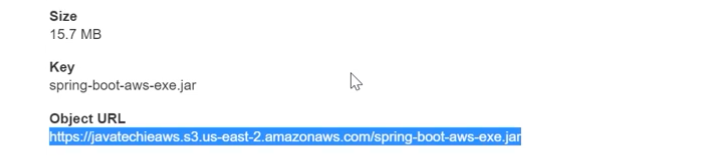 Size
15.7 MB
Key
spring-boot-aws-exe.jar
Object URL
https://javatechieaws.s3.us-east-2.amazonaws.com/spring-boot-aws-exe.jar